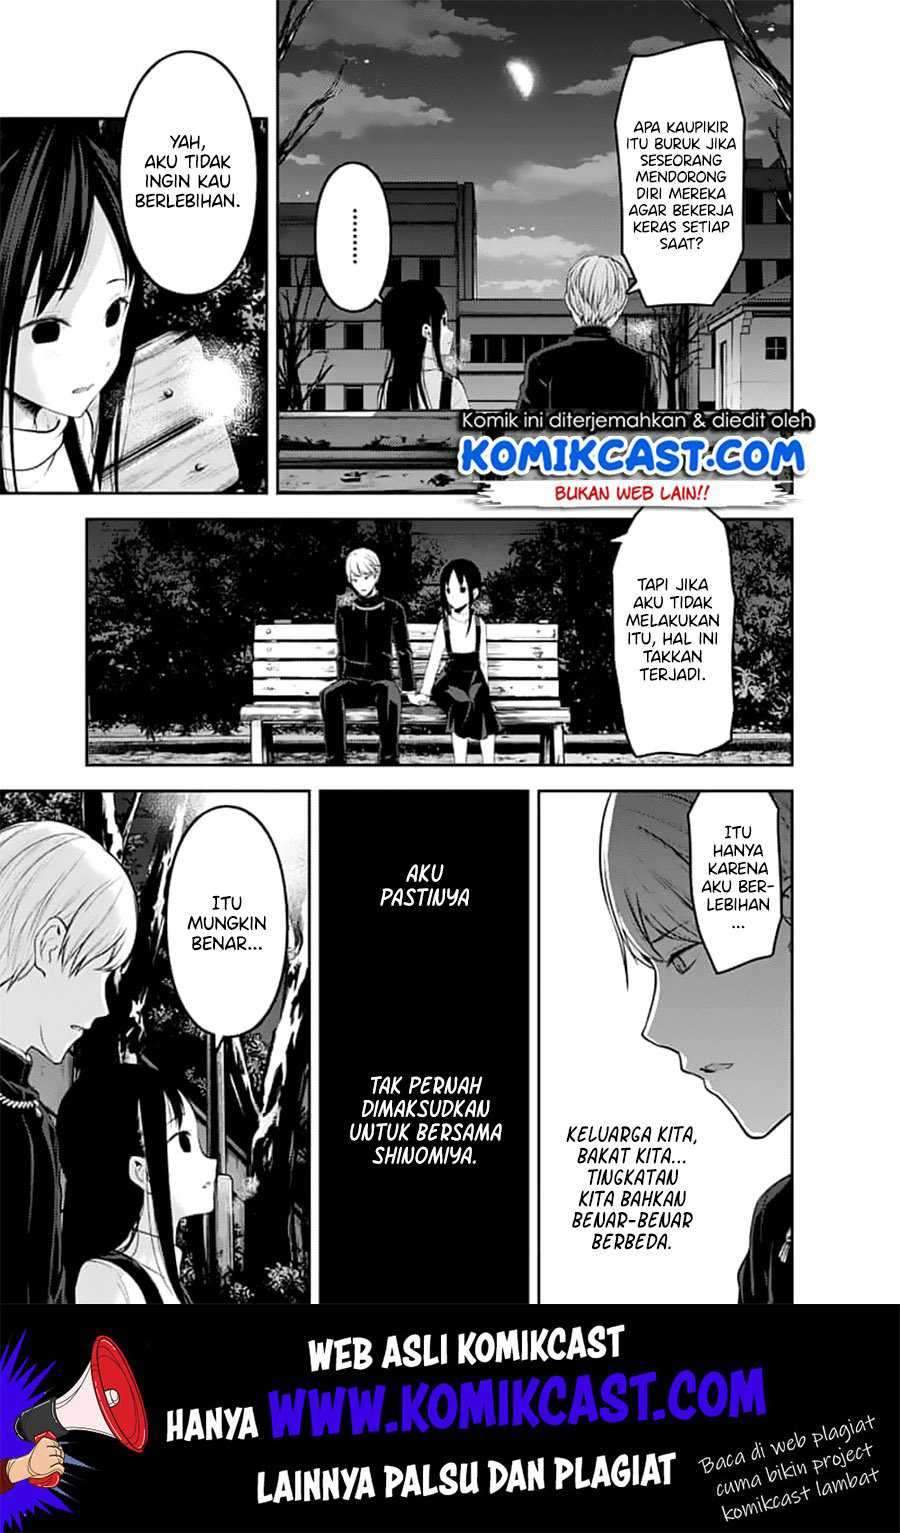 APA KAUPIKIR
ITU BURUK JIKA
SESEORANG
MENDORONG
DIRI MEREKA
AGAR BEKERJA
KERAS SETIAP
SAAT?
..........
YAH,
AKU TIDAK
INGIN KAU
BERLEBIHAN.
Komik ini diterjemahkan & diedit oleh
KOMIKCAST.COM
BUKAN WEB LAIN!!
TAPI JIKA
AKU TIDAK
MELAKUKAN
ITU, HAL INI
TAKKAN
TERJADI.
ITU
HANYA
KARENA
AKU BER-
LEBIHAN
...
KELUARGA KITA,
BAKAT KITA...
TINGKATAN
KITA BAHKAN
BENAR-BENAR
BERBEDA.
AKU
PASTINYA
TAK PERNAH
DIMAKSUDKAN
UNTUK BERSAMA
SHINOMIYA.
ITU
MUNGKIN
BENAR...
WEB ASLI KOMIKCAST
HANYA WWW.KOMIKCAST.COM
LAINNYA PALSU DAN PLAGIAT
Baca di web plagiat
cuma bikin project
komikcast lambat